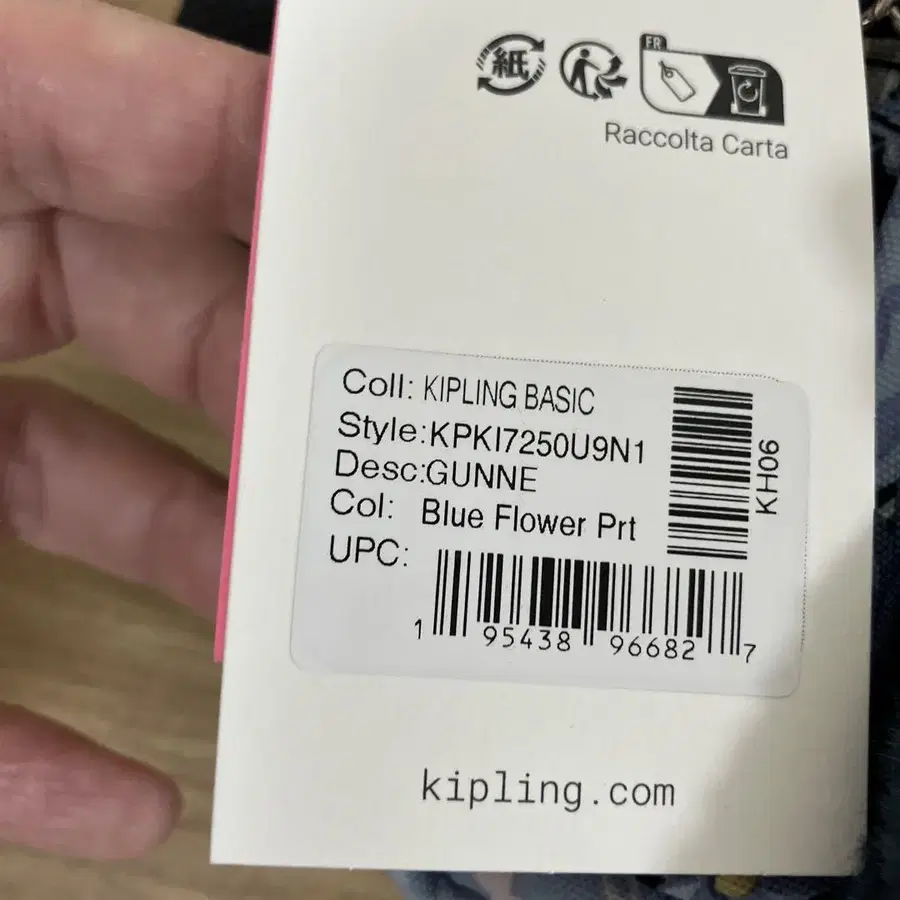 紙
FR
Raccolta Carta
Coll: KIPLING BASIC
Style:KPKI7250U9N1
Desc:GUNNE
Col: Blue Flower Prt
UPC:
KH06
1 95438 96682 7
kipling.com